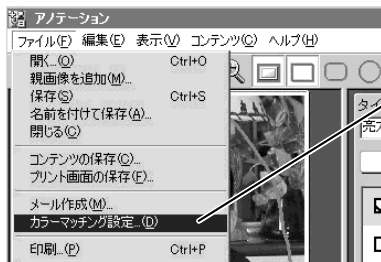 アノテーション
ファイル(F) 編集(E) 表示(V) コンテンツ(C) ヘルプ(H)
開く...(O) Ctrl+O
親画像を追加(M)...
保存(S) Ctrl+S
名前を付けて保存(A)...
閉じる(C)
コンテンツの保存(C)...
プリント画面の保存(F)...
メール作成(M)...
カラーマッチング設定...(D)
印刷...(P) Ctrl+P
タイ